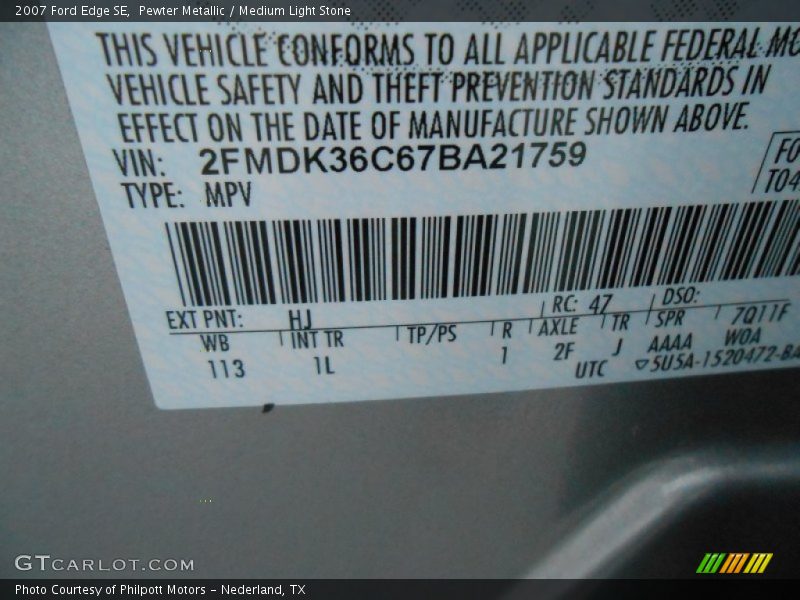 2007 Ford Edge SE, Pewter Metallic / Medium Light Stone
THIS VEHICLE CONFORMS TO ALL APPLICABLE FEDERAL MO
VEHICLE SAFETY AND THEFT PREVENTION STANDARDS IN
EFFECT ON THE DATE OF MANUFACTURE SHOWN ABOVE.
VIN: 2FMDK36C67BA21759
FO
TYPE: MPV
T04
EXT PNT: HJ RC: 47 DSO:
WB INT TR TP/PS R AXLE TR SPR 7Q11F
113 1L 1 2F J AAAA W0A
UTC ▽5U5A-1520472-BA
GTCARLOT.COM
Photo Courtesy of Philpott Motors - Nederland, TX